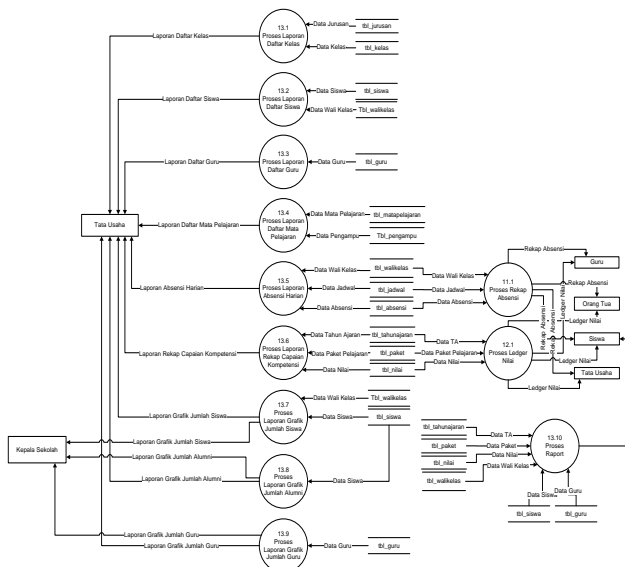 13.1
Proses Laporan
Daftar Kelas
Data Jurusan
tbl_jurusan
Data Kelas
tbl_kelas
Laporan Daftar Kelas
13.2
Proses Laporan
Daftar Siswa
Data Siswa
tbl_siswa
Data Wali Kelas
Tbl_walikelas
Laporan Daftar Siswa
13.3
Proses Laporan
Daftar Guru
Data Guru
tbl_guru
Laporan Daftar Guru
Tata Usaha
13.4
Proses Laporan
Daftar Mata
Pelajaran
Data Mata Pelajaran
tbl_matapelajaran
Data Pengampu
Tbl_pengampu
Laporan Daftar Mata Pelajaran
13.5
Proses Laporan
Absensi Harian
Data Wali Kelas
tbl_walikelas
Data Wali Kelas
Data Jadwal
tbl_jadwal
Data Jadwal
Data Absensi
tbl_absensi
Data Absensi
Laporan Absensi Harian
11.1
Proses Rekap
Absensi
Rekap Absensi
Guru
Rekap Absensi
Orang Tua
Ledger Nilai
Ledger Nilai
Rekap Absensi
Rekap Absensi
Siswa
Ledger Nilai
Tata Usaha
Ledger Nilai
13.6
Proses Laporan
Rekap Capaian
Kompetensi
Data Tahun Ajaran
tbl_tahunajaran
Data TA
Data Paket Pelajaran
tbl_paket
Data Paket Pelajaran
Data Nilai
tbl_nilai
Data Nilai
Laporan Rekap Capaian Kompetensi
12.1
Proses Ledger
Nilai
13.7
Proses
Laporan Grafik
Jumlah Siswa
Data Wali Kelas
Tbl_walikelas
Data Siswa
tbl_siswa
Laporan Grafik Jumlah Siswa
Laporan Grafik Jumlah Siswa
Kepala Sekolah
Laporan Grafik Jumlah Alumni
Laporan Grafik Jumlah Alumni
13.8
Proses
Laporan Grafik
Jumlah Alumni
Data Siswa
tbl_tahunajaran
Data TA
tbl_paket
Data Paket
tbl_nilai
Data Nilai
tbl_walikelas
Data Wali Kelas
13.10
Proses
Raport
Data Siswa
Data Guru
tbl_siswa
tbl_guru
Laporan Grafik Jumlah Guru
Laporan Grafik Jumlah Guru
13.9
Proses
Laporan Grafik
Jumlah Guru
Data Guru
tbl_guru